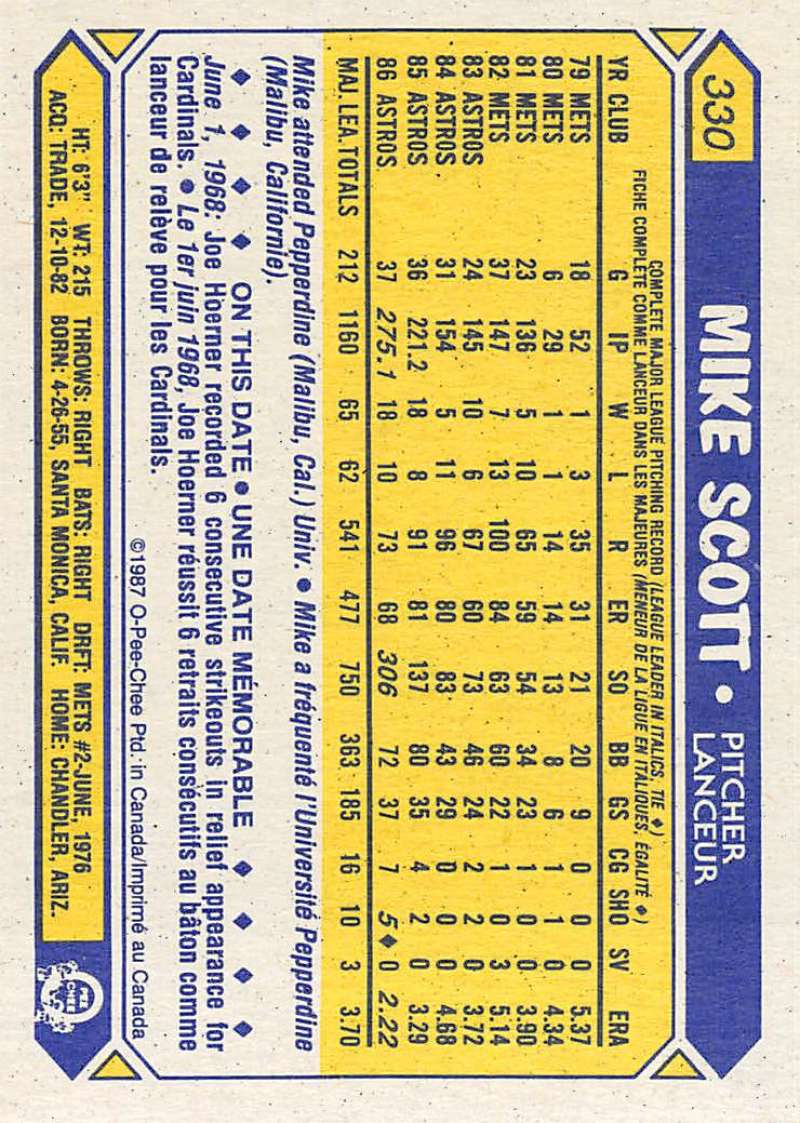 330
MIKE SCOTT • PITCHER
LANCEUR
COMPLETE MAJOR LEAGUE PITCHING RECORD (LEAGUE LEADER IN ITALICS, TIE ♦)
FICHE COMPLÈTE COMME LANCEUR DANS LES MAJEURES (MENEUR DE LA LIGUE EN ITALIQUES, ÉGALITÉ ♦)
YR CLUB G IP W L R ER SO BB GS CG SHO SV ERA
79 METS 18 52 1 3 35 31 21 20 9 0 0 0 5.37
80 METS 6 29 1 1 14 14 13 8 6 1 1 0 4.34
81 METS 23 136 5 10 65 59 54 34 23 1 0 0 3.90
82 METS 37 147 7 13 100 84 63 60 22 1 0 3 5.14
83 ASTROS 24 145 10 6 67 60 73 46 24 2 2 0 3.72
84 ASTROS 31 154 5 11 96 80 83 43 29 0 0 0 4.68
85 ASTROS 36 221.2 18 8 91 81 137 80 35 4 2 0 3.29
86 ASTROS 37 275.1 18 10 73 68 306 72 37 7 5♦ 0 2.22
MAJ. LEA. TOTALS 212 1160 65 62 541 477 750 363 185 16 10 3 3.70
Mike attended Pepperdine (Malibu, Cal.) Univ. • Mike a fréquenté l'Université Pepperdine
(Malibu, Californie).
♦ ♦ ♦ ♦ ON THIS DATE • UNE DATE MÉMORABLE ♦ ♦ ♦ ♦
June 1, 1968: Joe Hoerner recorded 6 consecutive strikeouts in relief appearance for
Cardinals. • Le 1er juin 1968, Joe Hoerner réussit 6 retraits consécutifs au bâton comme
lanceur de relève pour les Cardinals.
©1987 O-Pee-Chee Ptd. in Canada/Imprimé au Canada
HT: 6'3" WT: 215 THROWS: RIGHT BATS: RIGHT DRFT: METS #2-JUNE, 1976
ACQ: TRADE, 12-10-82 BORN: 4-26-55, SANTA MONICA, CALIF. HOME: CHANDLER, ARIZ.
O
PEE
CHEE